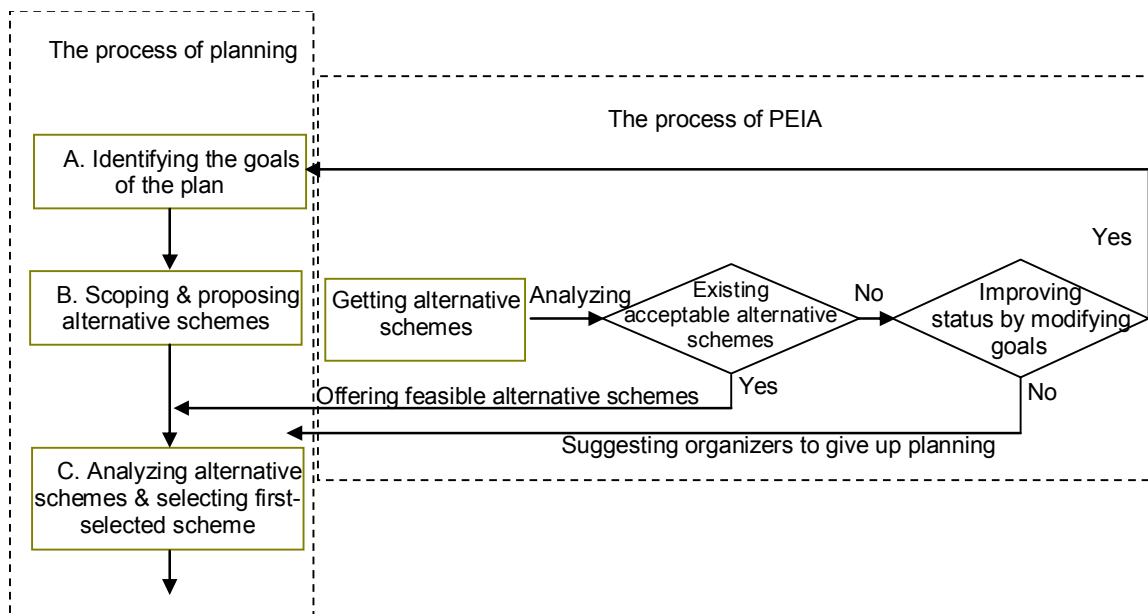 The process of planning
The process of PEIA
A. Identifying the goals
of the plan
Yes
B. Scoping & proposing
alternative schemes
Getting alternative
schemes
Analyzing
Existing
acceptable alternative
schemes
No
Improving
status by modifying
goals
Yes
No
Offering feasible alternative schemes
Suggesting organizers to give up planning
C. Analyzing alternative
schemes & selecting first-
selected scheme